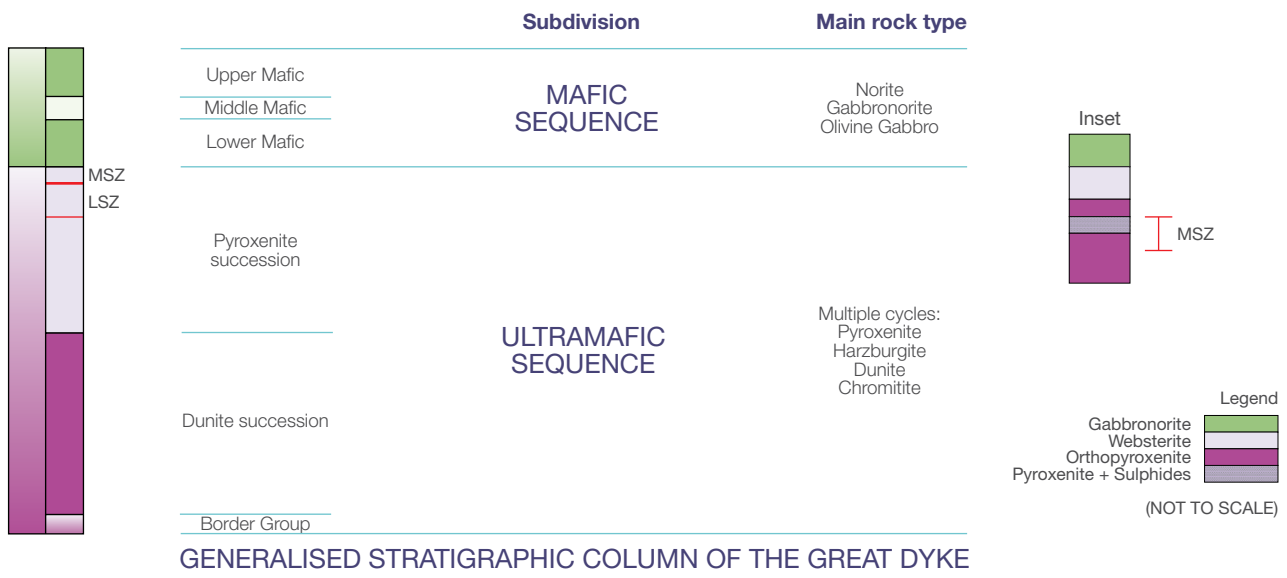 Subdivision
Main rock type
Upper Mafic
Middle Mafic
Lower Mafic
MAFIC
SEQUENCE
Norite
Gabbronorite
Olivine Gabbro
MSZ
LSZ
Pyroxenite
succession
Dunite succession
Border Group
ULTRAMAFIC
SEQUENCE
Multiple cycles:
Pyroxenite
Harzburgite
Dunite
Chromitite
Inset
MSZ
Legend
Gabbronorite
Websterite
Orthopyroxenite
Pyroxenite + Sulphides
(NOT TO SCALE)
GENERALISED STRATIGRAPHIC COLUMN OF THE GREAT DYKE